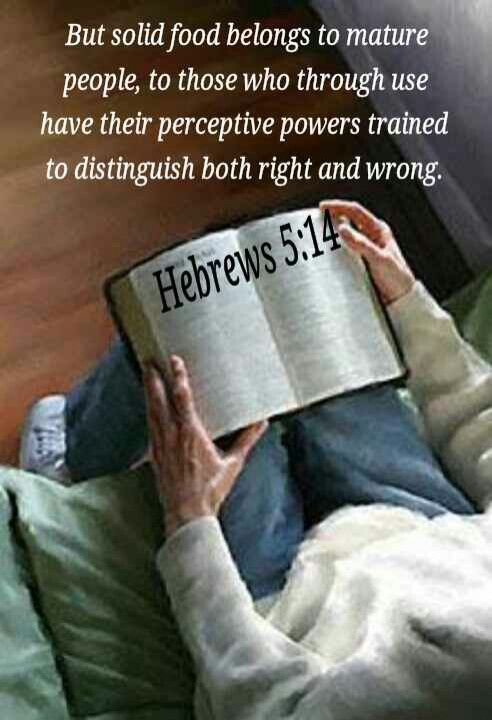 But solid food belongs to mature
people, to those who through use
have their perceptive powers trained
to distinguish both right and wrong.
Hebrews 5:14